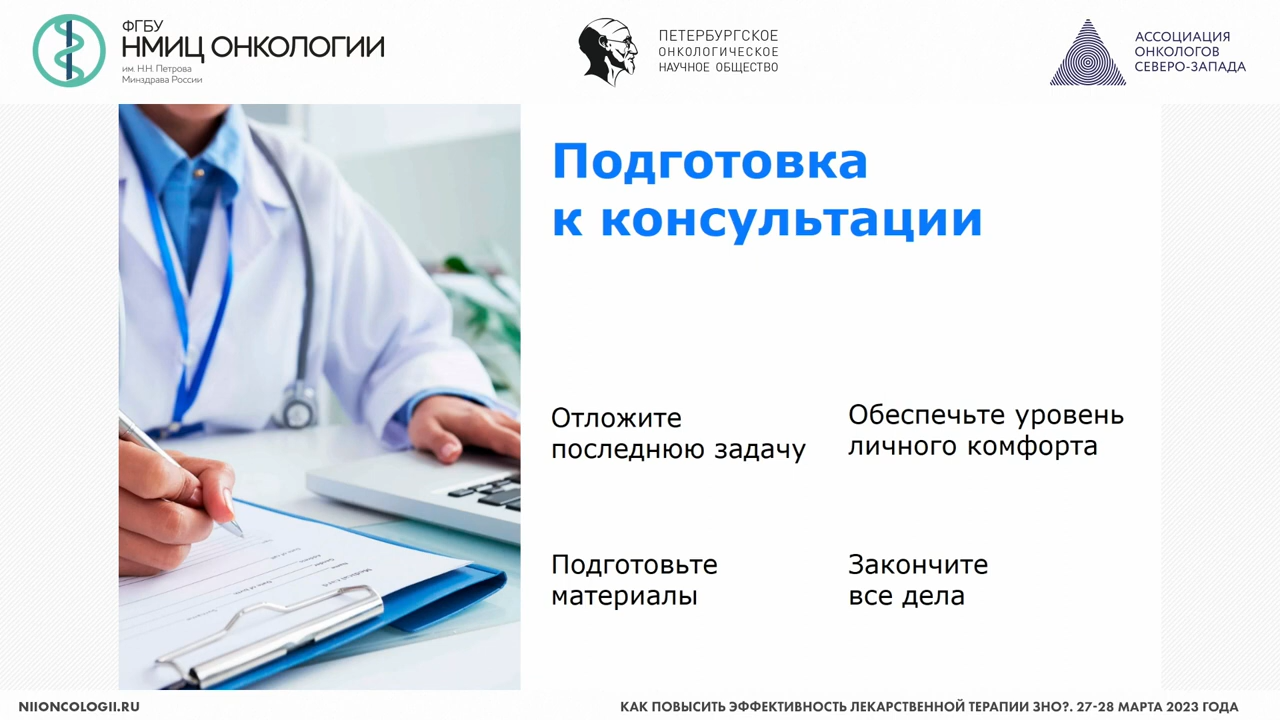 ФГБУ
НМИЦ ОНКОЛОГИИ
им. Н.Н. Петрова
Минздрава России
ПЕТЕРБУРГСКОЕ
ОНКОЛОГИЧЕСКОЕ
НАУЧНОЕ ОБЩЕСТВО
АССОЦИАЦИЯ
ОНКОЛОГОВ
СЕВЕРО-ЗАПАДА
Подготовка
к консультации
Отложите
последнюю задачу
Обеспечьте уровень
личного комфорта
Подготовьте
материалы
Закончите
все дела
NIIONCOLOGII.RU
КАК ПОВЫСИТЬ ЭФФЕКТИВНОСТЬ ЛЕКАРСТВЕННОЙ ТЕРАПИИ ЗНО?. 27-28 МАРТА 2023 ГОДА